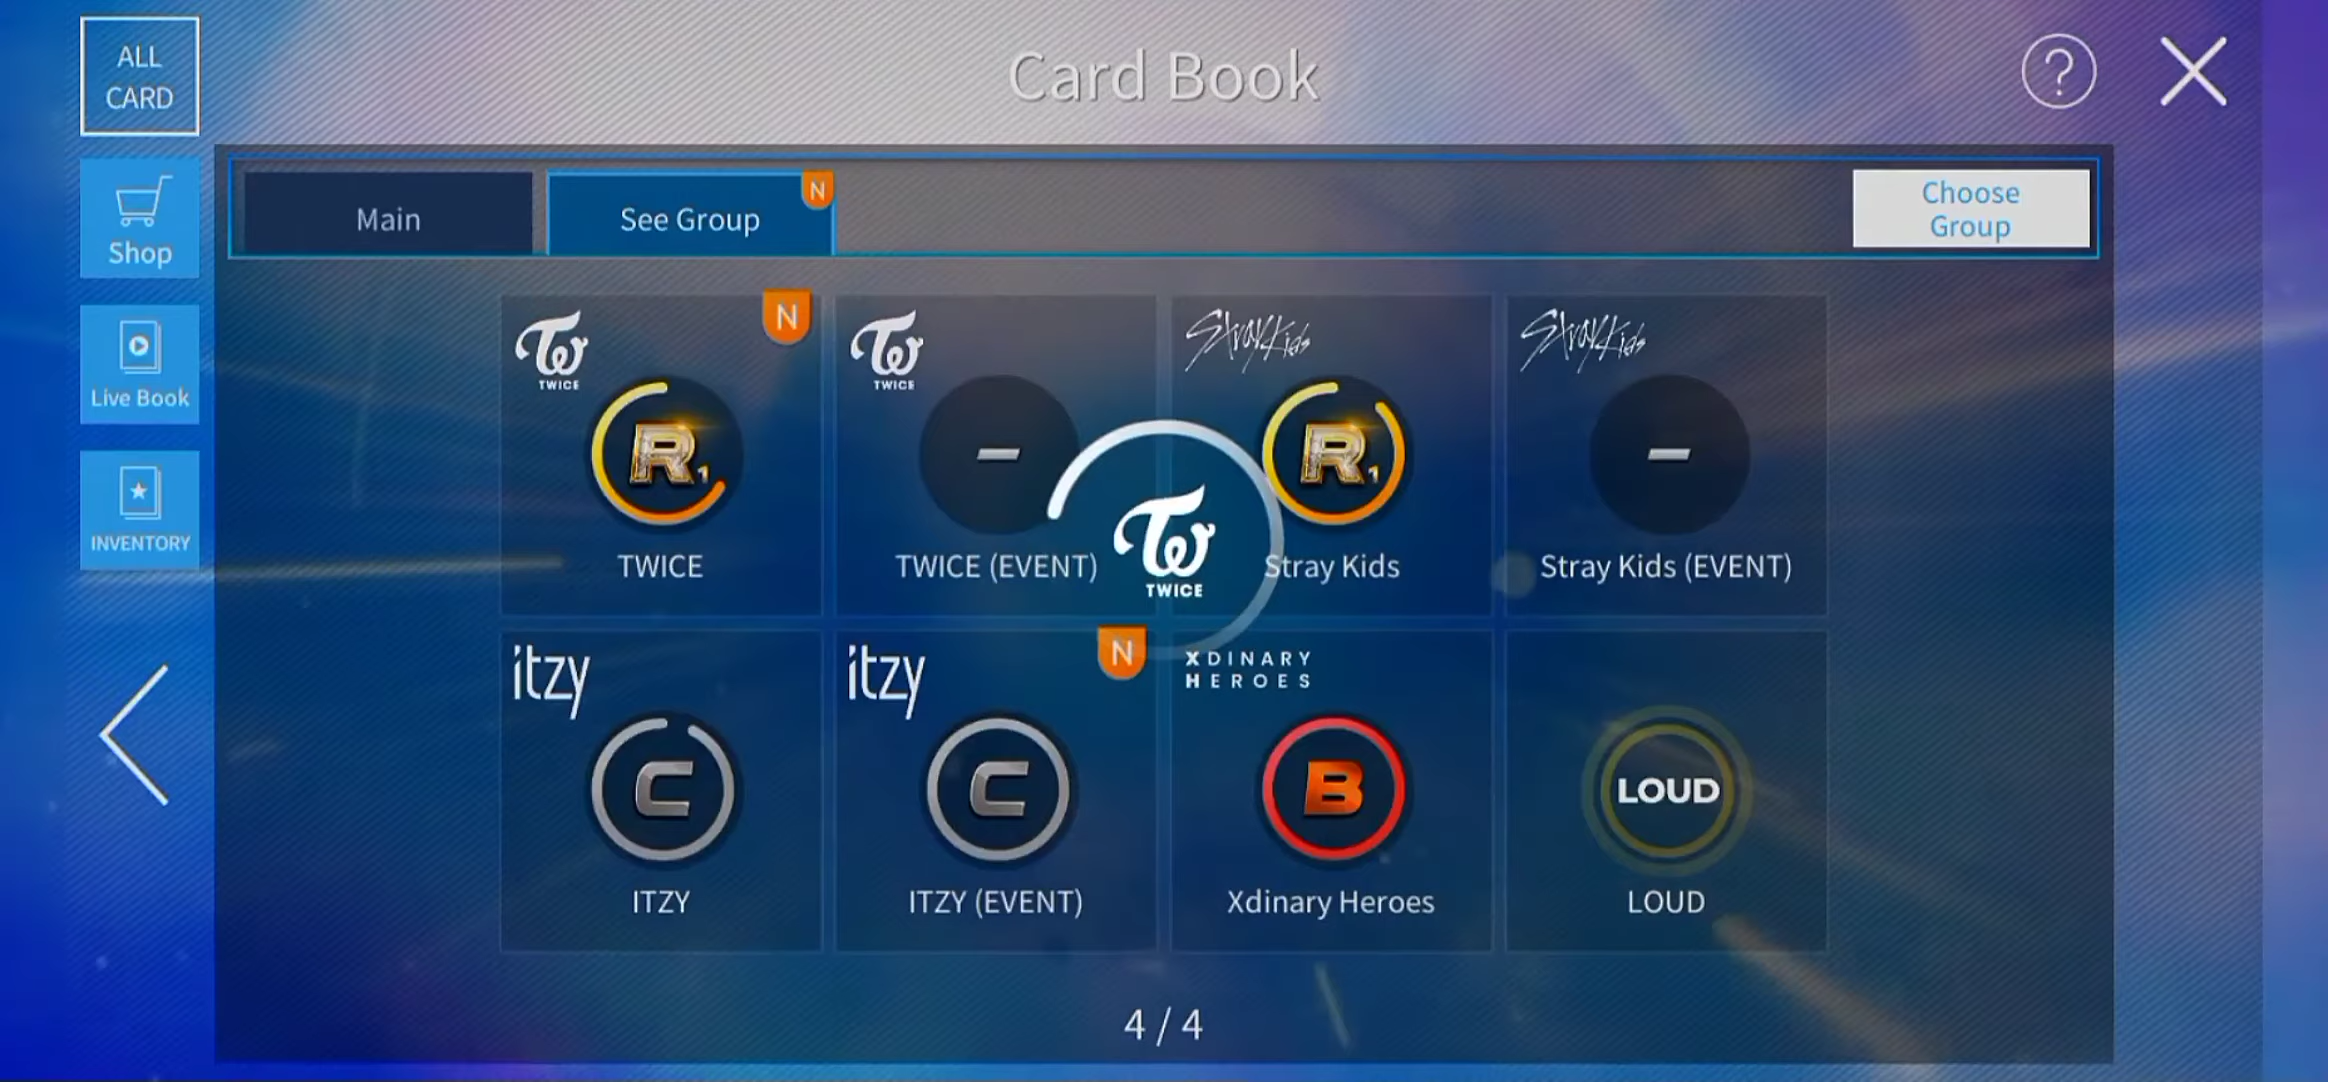 ALL
CARD
Card Book
?
Shop
Main
See Group
N
Choose
Group
Live Book
INVENTORY
TWICE
N
TWICE
Stray Kids
Stray Kids
R1
–
R1
–
TWICE
TWICE (EVENT)
TWICE
Stray Kids
Stray Kids (EVENT)
itzy
itzy
N
XDINARY
HEROES
C
C
B
LOUD
ITZY
ITZY (EVENT)
Xdinary Heroes
LOUD
4 / 4